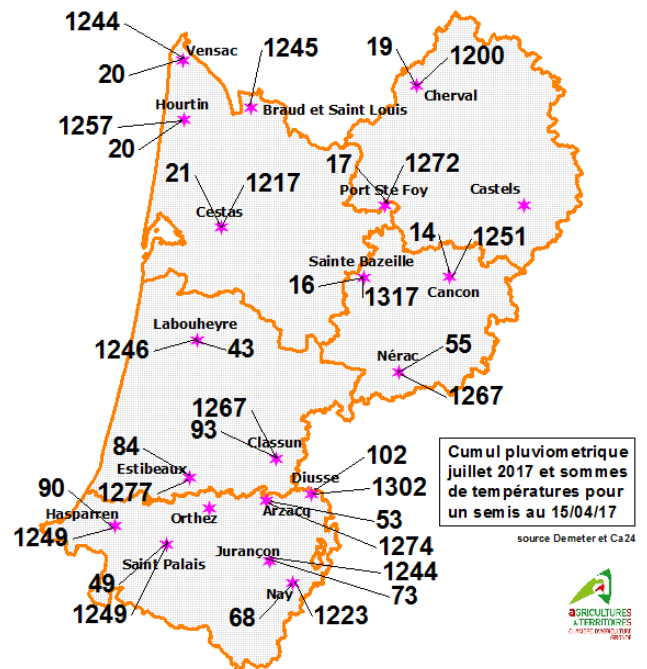 1244
Vensac
20
1245
Braud et Saint Louis
19
1200
Cherval
Hourtin
1257
20
17
1272
Port Ste Foy
Castels
21
1217
Cestas
14
1251
Cancon
Sainte Bazeille
16
1317
Labouheyre
1246
43
55
Nérac
1267
1267
93
Classun
84
Estibeaux
1277
102
Diusse
1302
Cumul pluviometrique
juillet 2017 et sommes
de températures pour
un semis au 15/04/17
source Demeter et Ca24
90
Hasparren
1249
Orthez
Arzacq
53
1274
Saint Palais
49
1249
Jurançon
1244
73
Nay
68
1223
aGRICULTURES
&TERRITOIRES
CHAMBRE D'AGRICULTURE
GIRONDE